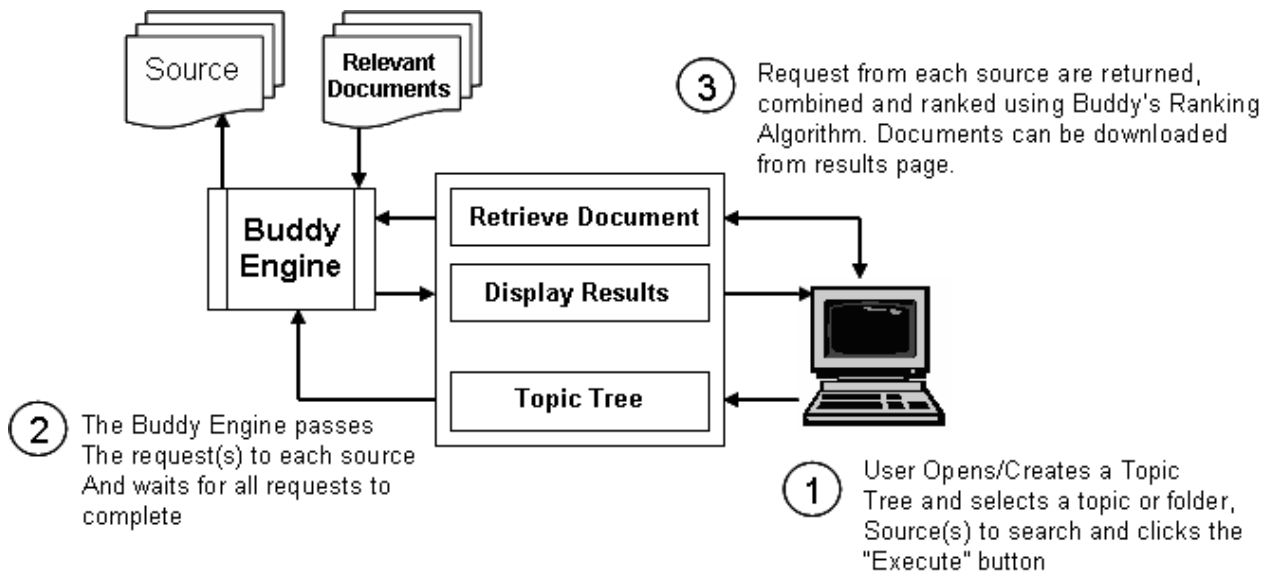 Source
Relevant
Documents
3
Request from each source are returned,
combined and ranked using Buddy's Ranking
Algorithm. Documents can be downloaded
from results page.
Buddy
Engine
Retrieve Document
Display Results
Topic Tree
2
The Buddy Engine passes
The request(s) to each source
And waits for all requests to
complete
1
User Opens/Creates a Topic
Tree and selects a topic or folder,
Source(s) to search and clicks the
"Execute" button